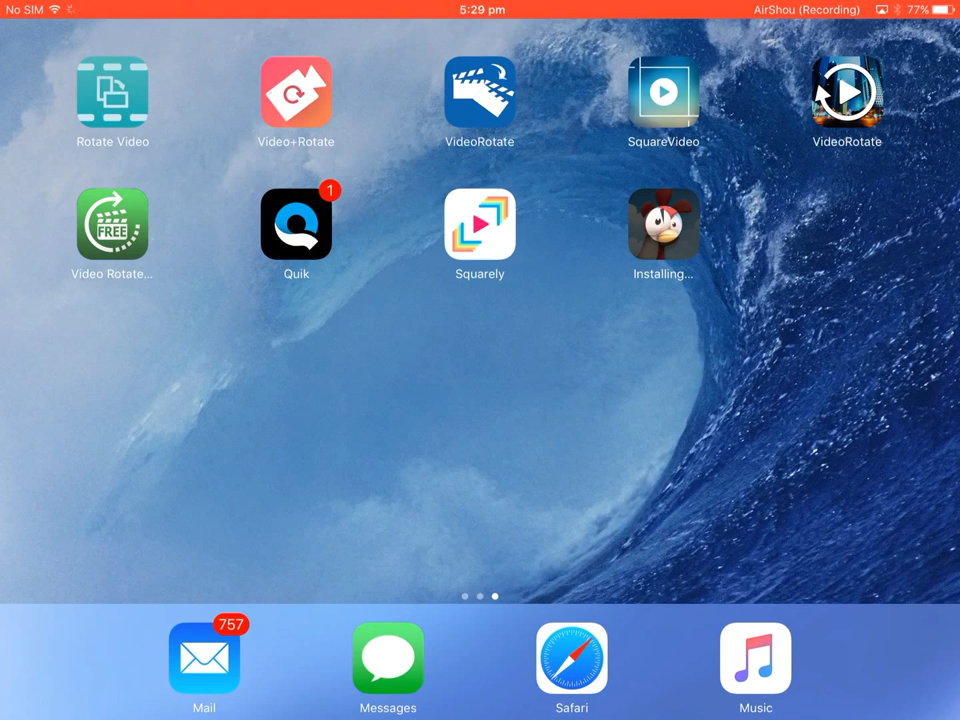 No SIM
5:29 pm
AirShou (Recording)
77%
Rotate Video
Video+Rotate
VideoRotate
SquareVideo
VideoRotate
FREE
1
Video Rotate...
Quik
Squarely
Installing...
757
Mail
Messages
Safari
Music